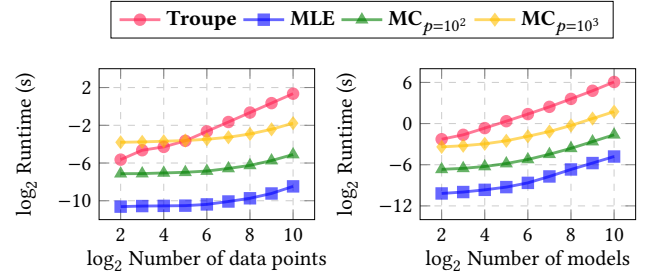 Troupe MLE MC_{p=10^2} MC_{p=10^3}
log₂ Runtime (s)
2
−2
−6
−10
2 4 6 8 10
log₂ Number of data points
log₂ Runtime (s)
6
0
−6
−12
2 4 6 8 10
log₂ Number of models